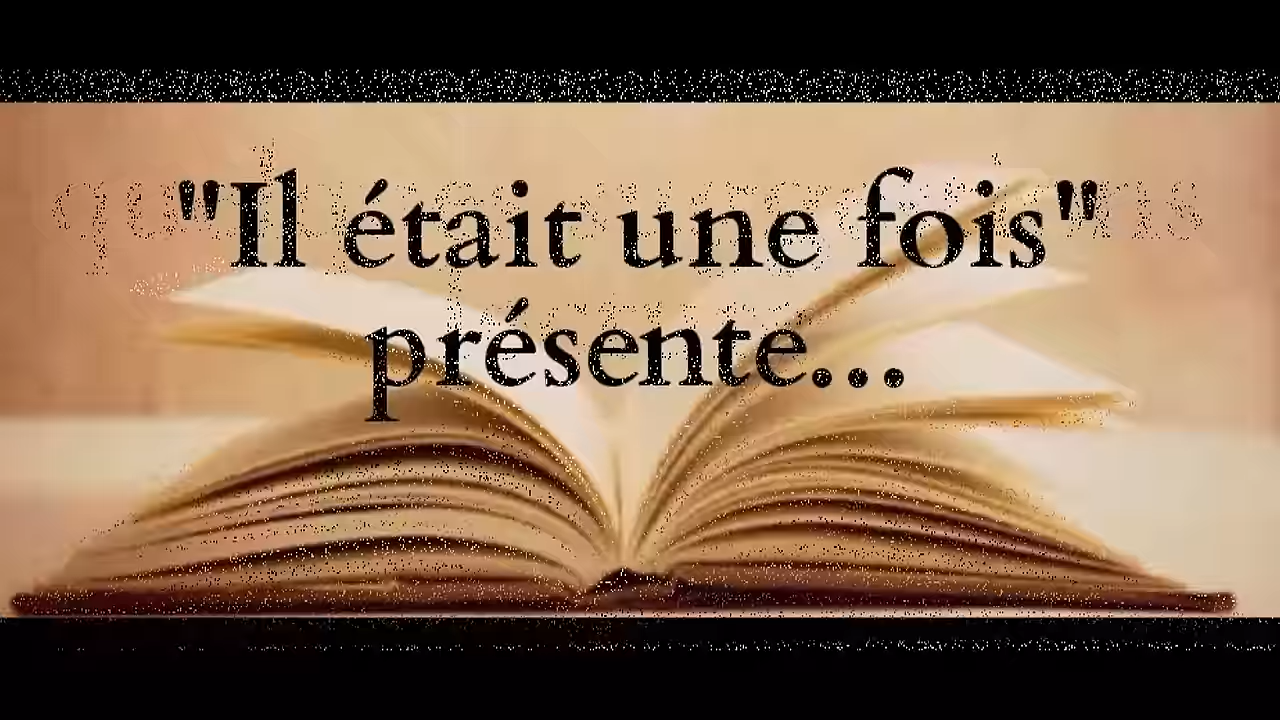 "Il était une fois"
présente...